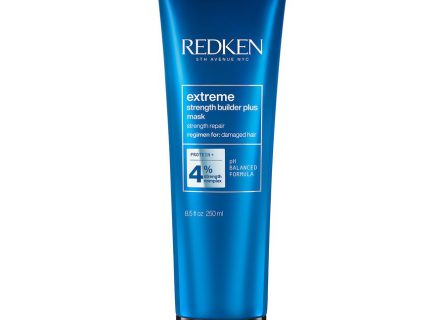 REDKEN
5TH AVENUE NYC
extreme
strength builder plus
mask
strength repair
regimen for: damaged hair
PROTEIN +
4%
strength
complex
pH
BALANCED
FORMULA
8.5 fl oz 250 ml